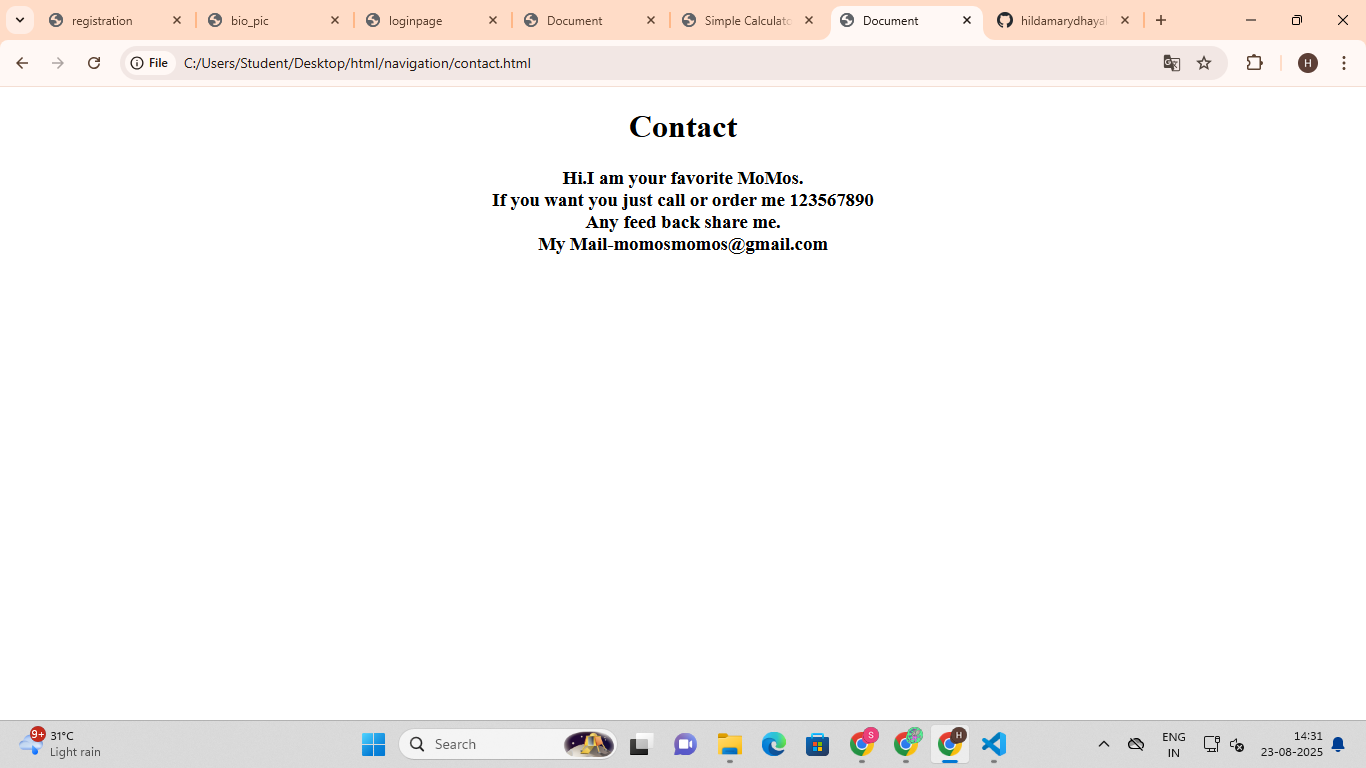 registration
bio_pic
loginpage
Document
Simple Calculato
Document
hildamarydhaya
File
C:/Users/Student/Desktop/html/navigation/contact.html
H
Contact
Hi.I am your favorite MoMos.
If you want you just call or order me 123567890
Any feed back share me.
My Mail-momosmomos@gmail.com
9+
31°C
Light rain
Search
S
H
ENG
IN
14:31
23-08-2025